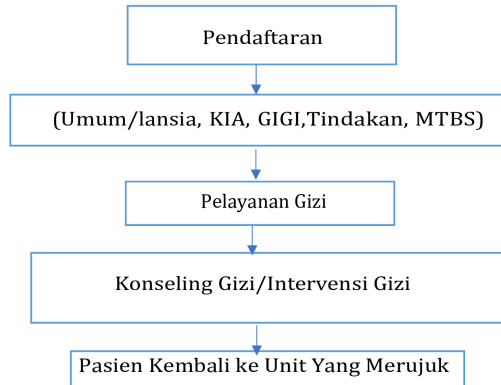 Pendaftaran
(Umum/lansia, KIA, GIGI,Tindakan, MTBS)
Pelayanan Gizi
Konseling Gizi/Intervensi Gizi
Pasien Kembali ke Unit Yang Merujuk